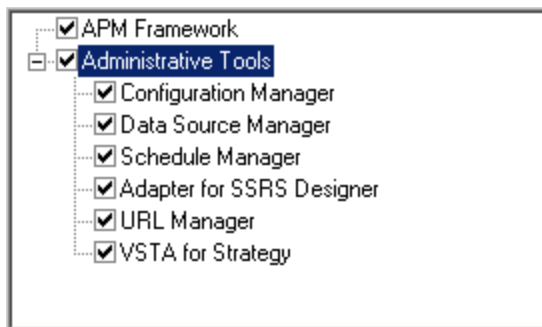 APM Framework
Administrative Tools
Configuration Manager
Data Source Manager
Schedule Manager
Adapter for SSRS Designer
URL Manager
VSTA for Strategy